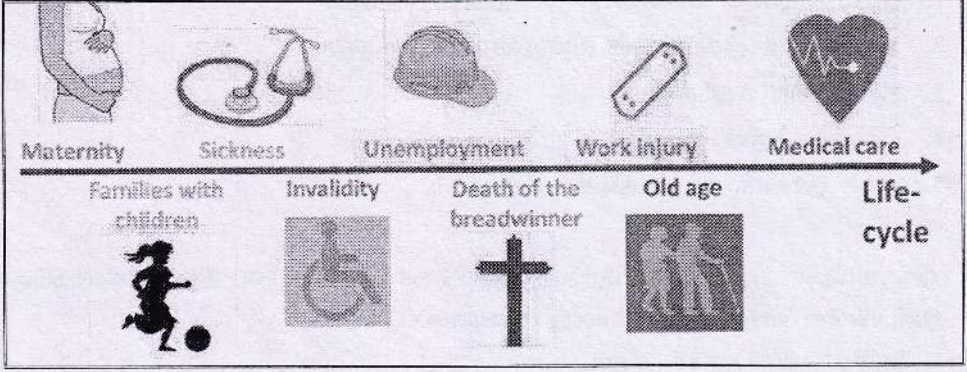 Maternity
Sickness
Unemployment
Work injury
Medical care
Families with
children
Invalidity
Death of the
breadwinner
Old age
Life-
cycle